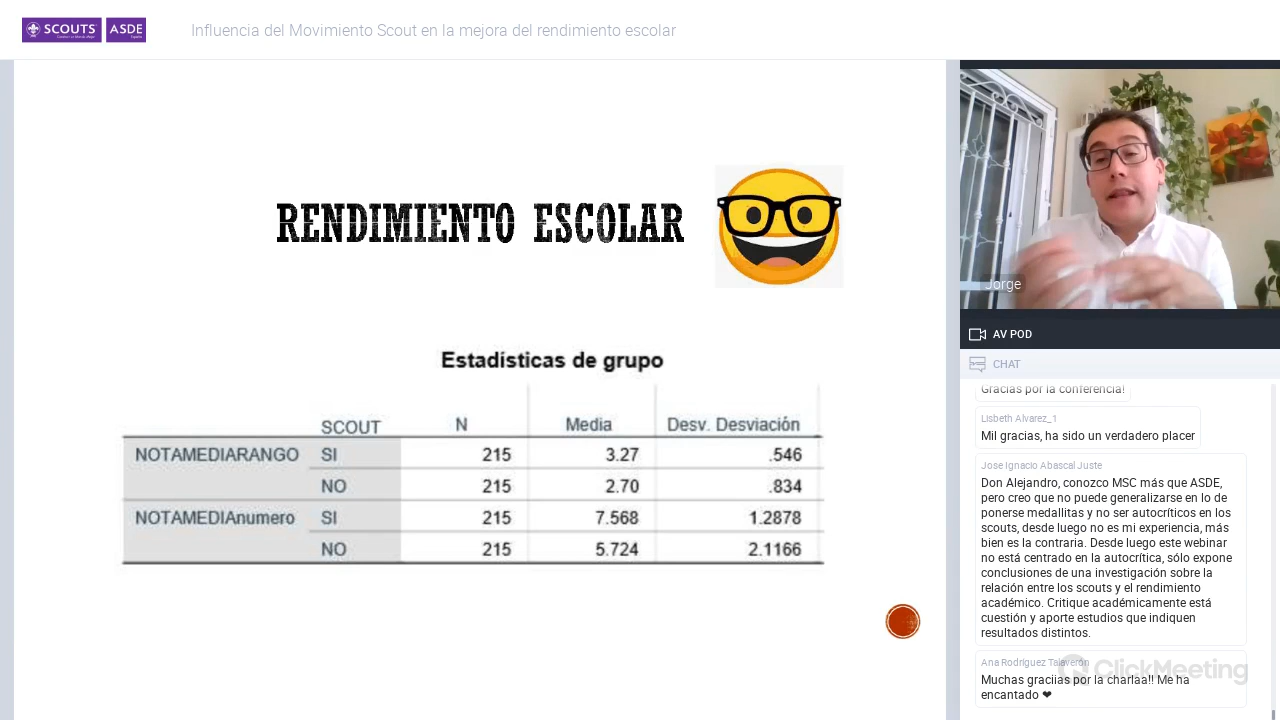 SCOUTS ASDE
Influencia del Movimiento Scout en la mejora del rendimiento escolar
RENDIMIENTO ESCOLAR
Estadísticas de grupo
SCOUT N Media Desv. Desviación
NOTAMEDIARANGO SI 215 3.27 .546
NO 215 2.70 .834
NOTAMEDIAnumero SI 215 7.568 1.2878
NO 215 5.724 2.1166
Jorge
AV POD
CHAT
Gracias por la conferencia!
Lisbeth Alvarez_1
Mil gracias, ha sido un verdadero placer
Jose Ignacio Abascal Juste
Don Alejandro, conozco MSC más que ASDE,
pero creo que no puede generalizarse en lo de
ponerse medallitas y no ser autocríticos en los
scouts, desde luego no es mi experiencia, más
bien es la contraria. Desde luego este webinar
no está centrado en la autocrítica, sólo expone
conclusiones de una investigación sobre la
relación entre los scouts y el rendimiento
académico. Critique académicamente está
cuestión y aporte estudios que indiquen
resultados distintos.
Ana Rodríguez Talaverón
ClickMeeting
Muchas graciias por la charlaa!! Me ha
encantado ❤